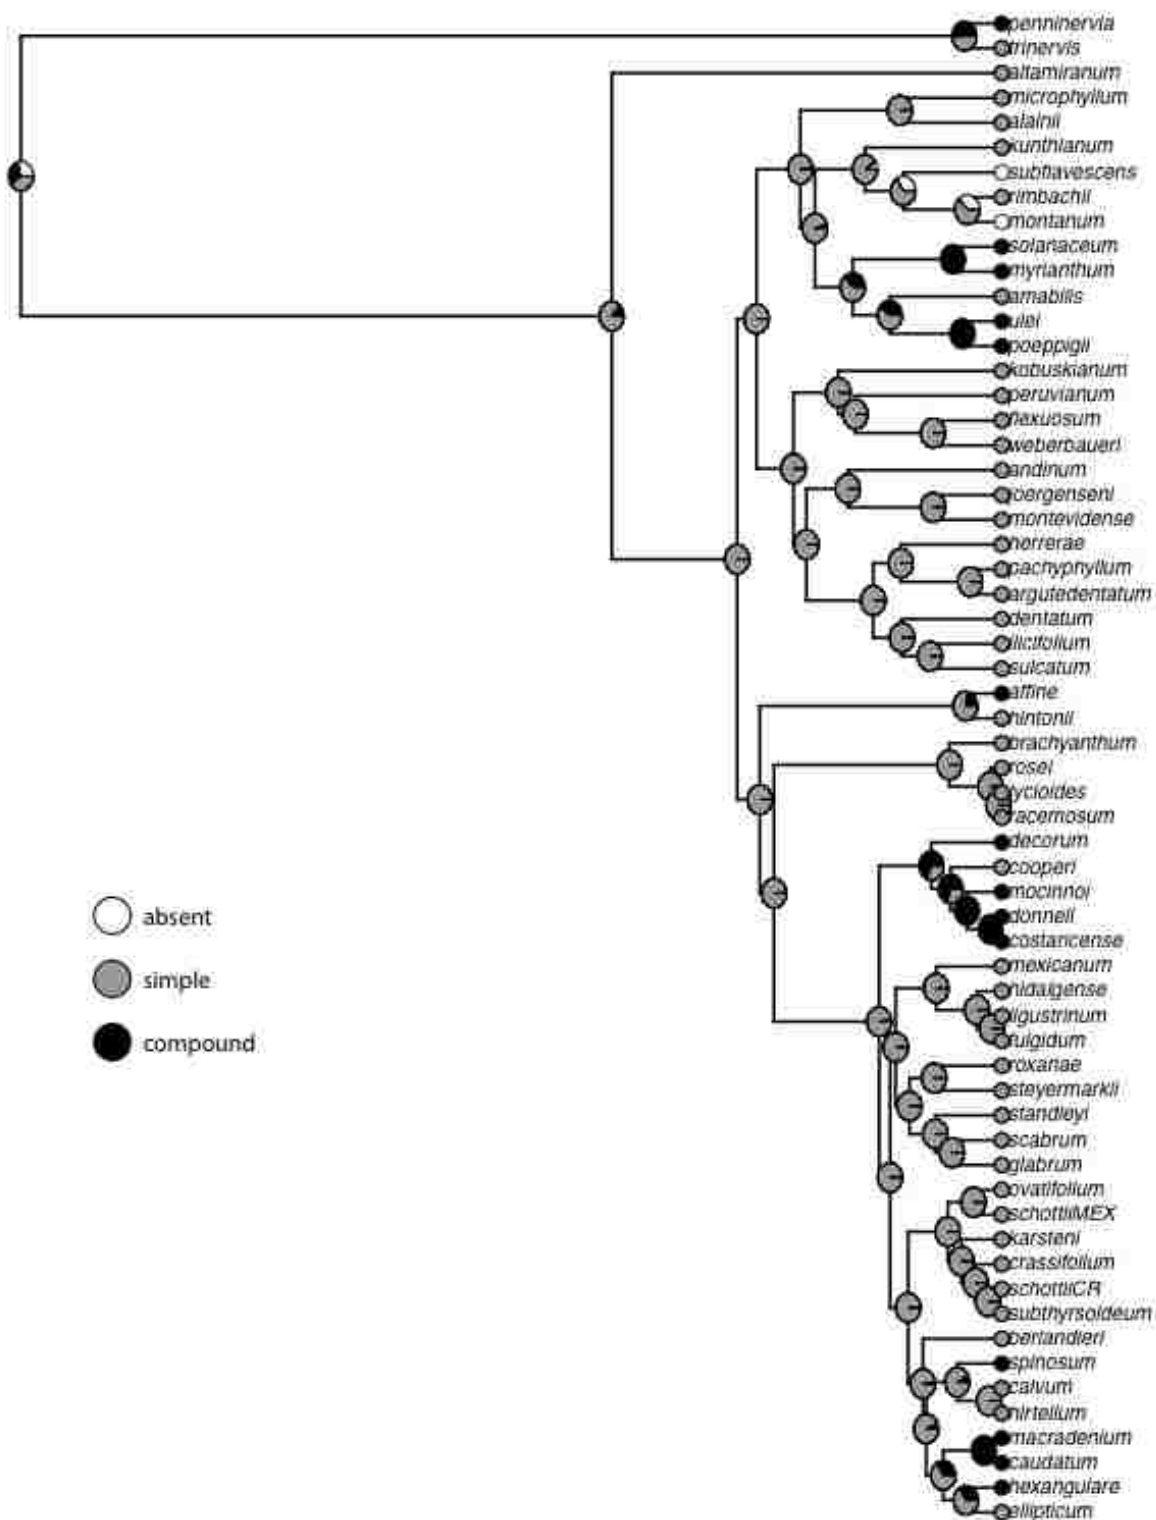 penninervia
trinervis
altamiranum
microphyllum
alainii
kunthianum
subflavescens
rimbachii
montanum
solanaceum
myrianthum
amabilis
ulei
poeppigii
kobuskianum
peruvianum
flexuosum
weberbaueri
andinum
joergenseni
montevidense
herrerae
pachyphyllum
argutedentatum
dentatum
ilicifolium
sulcatum
affine
hintonii
brachyanthum
rosei
lycioides
racemosum
decorum
cooperi
absent
mocinnoi
donnell
costaricense
mexicanum
simple
hidalgense
ligustrinum
fulgidum
compound
roxanae
steyermarkii
standleyi
scabrum
glabrum
ovatifolium
schottiiMEX
karsteni
crassifolium
schottiiCR
subthyrsoideum
berlandieri
spinosum
calvum
hirtellum
macradenium
caudatum
hexangulare
ellipticum